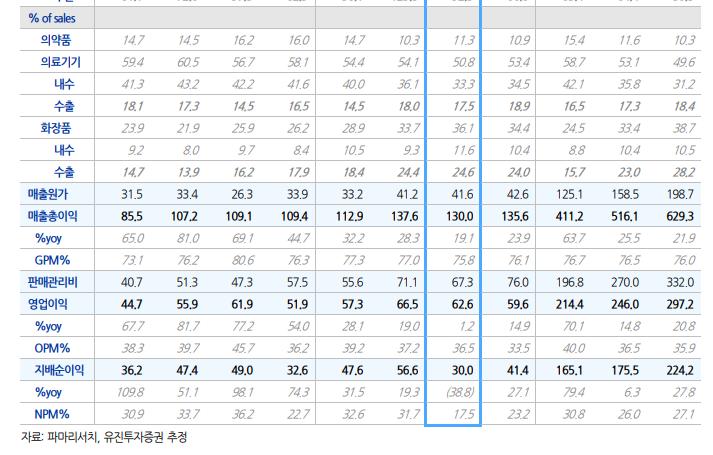 % of sales
의약품 14.7 14.5 16.2 16.0 14.7 10.3 11.3 10.9 15.4 11.6 10.3
의료기기 59.4 60.5 56.7 58.1 54.4 54.1 50.8 53.4 58.7 53.1 49.6
내수 41.3 43.2 42.2 41.6 40.0 36.1 33.3 34.5 42.1 35.8 31.2
수출 18.1 17.3 14.5 16.5 14.5 18.0 17.5 18.9 16.5 17.3 18.4
화장품 23.9 21.9 25.9 26.2 28.9 33.7 36.1 34.4 24.5 33.4 38.7
내수 9.2 8.0 9.7 8.4 10.5 9.3 11.6 10.4 8.8 10.4 10.5
수출 14.7 13.9 16.2 17.9 18.4 24.4 24.6 24.0 15.7 23.0 28.2
매출원가 31.5 33.4 26.3 33.9 33.2 41.2 41.6 42.6 125.1 158.5 198.7
매출총이익 85.5 107.2 109.1 109.4 112.9 137.6 130.0 135.6 411.2 516.1 629.3
%yoy 65.0 81.0 69.1 44.7 32.2 28.3 19.1 23.9 63.7 25.5 21.9
GPM% 73.1 76.2 80.6 76.3 77.3 77.0 75.8 76.1 76.7 76.5 76.0
판매관리비 40.7 51.3 47.3 57.5 55.6 71.1 67.3 76.0 196.8 270.0 332.0
영업이익 44.7 55.9 61.9 51.9 57.3 66.5 62.6 59.6 214.4 246.0 297.2
%yoy 67.7 81.7 77.2 54.0 28.1 19.0 1.2 14.9 70.1 14.8 20.8
OPM% 38.3 39.7 45.7 36.2 39.2 37.2 36.5 33.5 40.0 36.5 35.9
지배순이익 36.2 47.4 49.0 32.6 47.6 56.6 30.0 41.4 165.1 175.5 224.2
%yoy 109.8 51.1 98.1 74.3 31.5 19.3 (38.8) 27.1 79.4 6.3 27.8
NPM% 30.9 33.7 36.2 22.7 32.6 31.7 17.5 23.2 30.8 26.0 27.1
자료: 파마리서치, 유진투자증권 추정